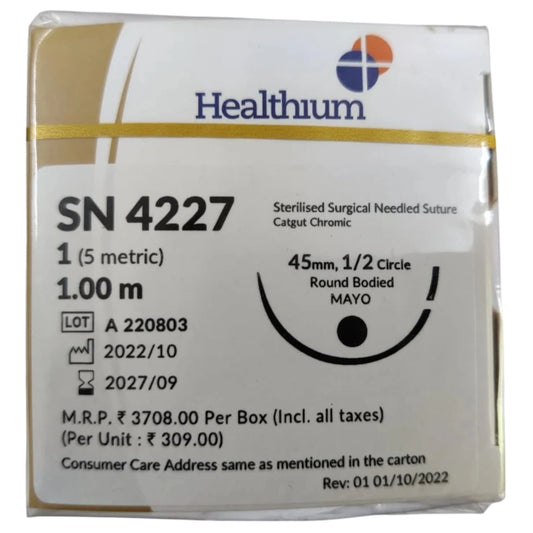 Healthium
SN 4227
Sterilised Surgical Needled Suture
Catgut Chromic
1 (5 metric)
1.00 m
45mm, 1/2 Circle
Round Bodied
MAYO
LOT A 220803
2022/10
2027/09
M.R.P. ₹ 3708.00 Per Box (Incl. all taxes)
(Per Unit : ₹ 309.00)
Consumer Care Address same as mentioned in the carton
Rev: 01 01/10/2022